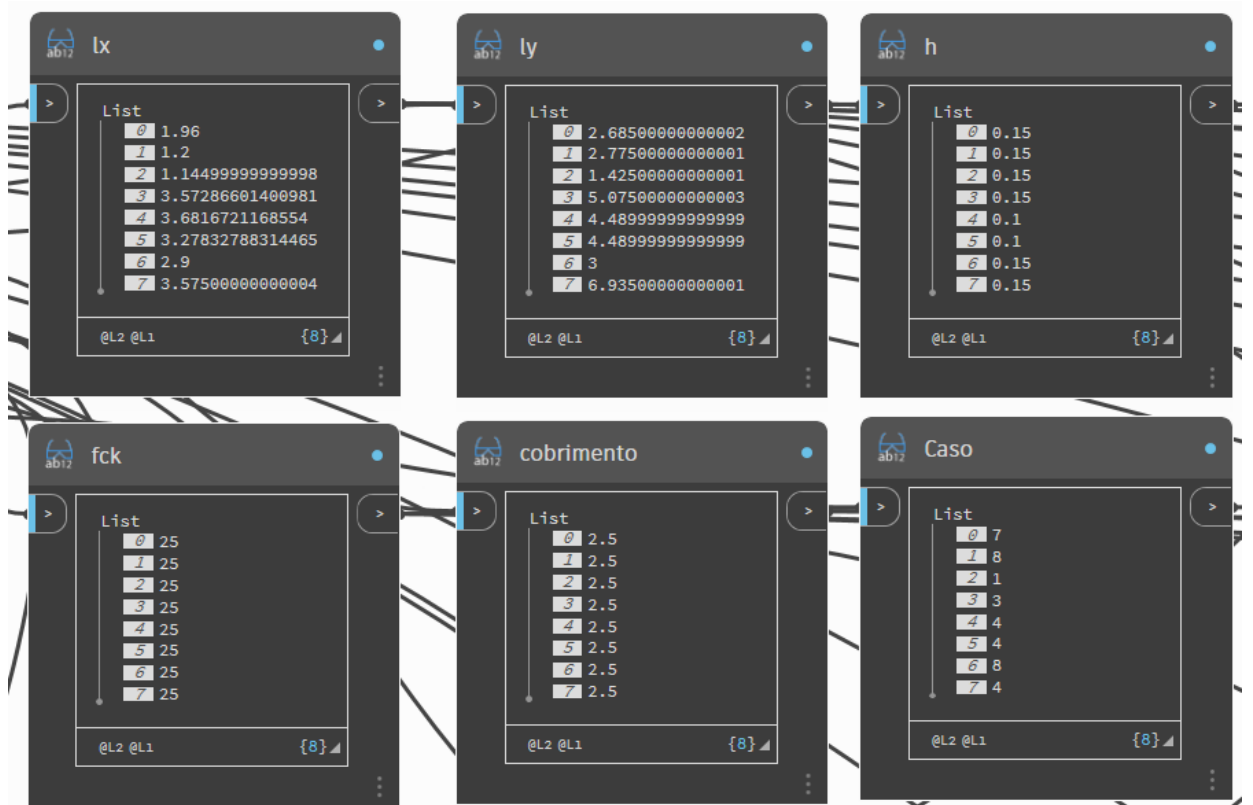 lx
ab12
>
>
List
0 1.96
1 1.2
2 1.14499999999998
3 3.57286601400981
4 3.6816721168554
5 3.27832788314465
6 2.9
7 3.57500000000004
@L2 @L1 {8}
ly
ab12
>
>
List
0 2.68500000000002
1 2.77500000000001
2 1.42500000000001
3 5.07500000000003
4 4.48999999999999
5 4.48999999999999
6 3
7 6.93500000000001
@L2 @L1 {8}
h
ab12
>
>
List
0 0.15
1 0.15
2 0.15
3 0.15
4 0.1
5 0.1
6 0.15
7 0.15
@L2 @L1 {8}
fck
ab12
>
>
List
0 25
1 25
2 25
3 25
4 25
5 25
6 25
7 25
@L2 @L1 {8}
cobrimento
ab12
>
>
List
0 2.5
1 2.5
2 2.5
3 2.5
4 2.5
5 2.5
6 2.5
7 2.5
@L2 @L1 {8}
Caso
ab12
>
>
List
0 7
1 8
2 1
3 3
4 4
5 4
6 8
7 4
@L2 @L1 {8}